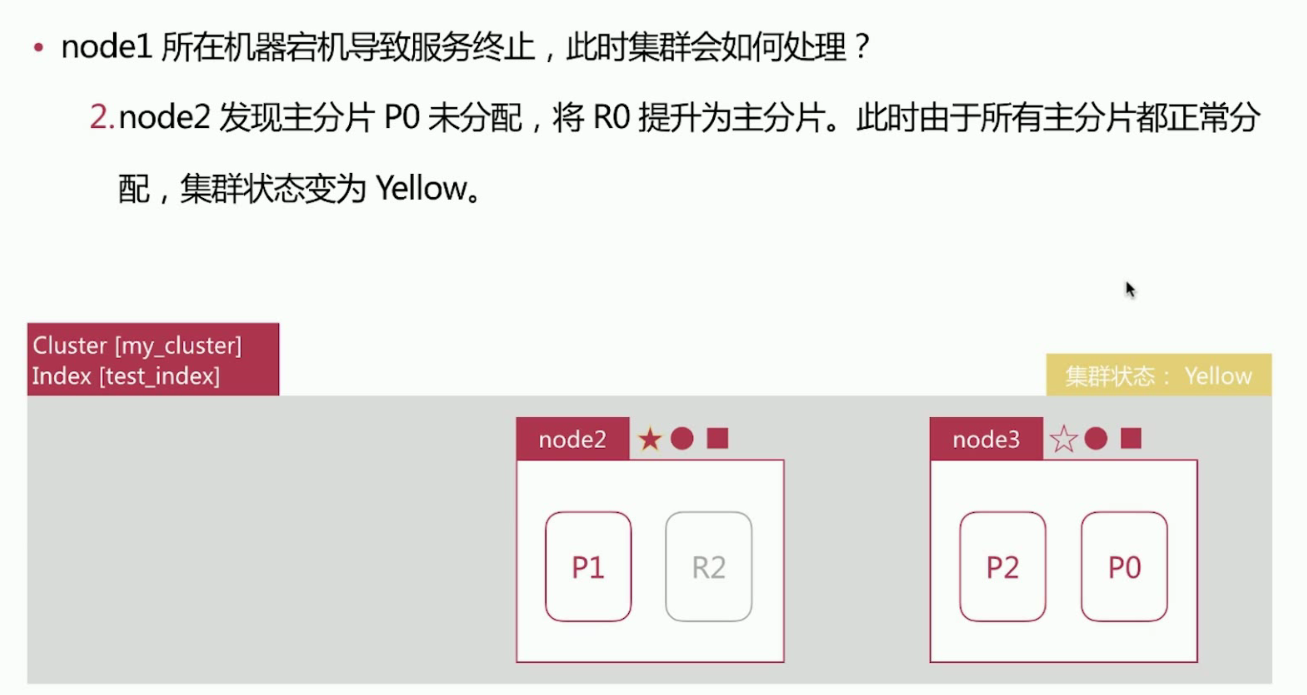 • node1 所在机器宕机导致服务终止，此时集群会如何处理？
2.node2 发现主分片 P0 未分配，将 R0 提升为主分片。此时由于所有主分片都正常分
配，集群状态变为 Yellow。
Cluster [my_cluster]
Index [test_index]
集群状态： Yellow
node2
node3
P1
R2
P2
P0